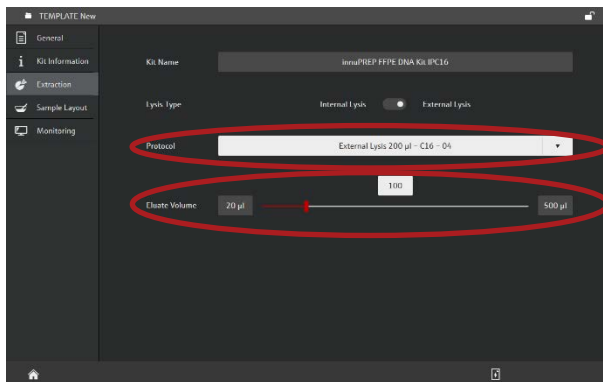 TEMPLATE New
General
Kit Information
Extraction
Sample Layout
Monitoring
Kit Name innuPREP FFPE DNA Kit IPC16
Lysis Type Internal Lysis External Lysis
Protocol External Lysis 200 µl – C16 – 04
100
Eluate Volume 20 µl 500 µl